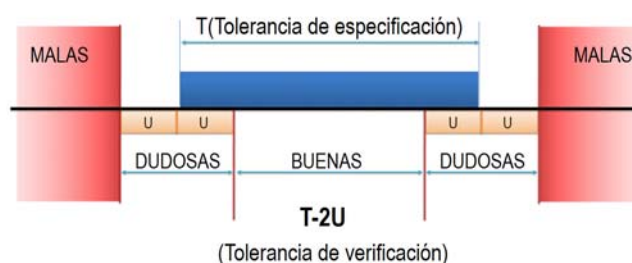 T(Tolerancia de especificación)
MALAS
MALAS
U
U
U
U
DUDOSAS
BUENAS
DUDOSAS
T-2U
(Tolerancia de verificación)